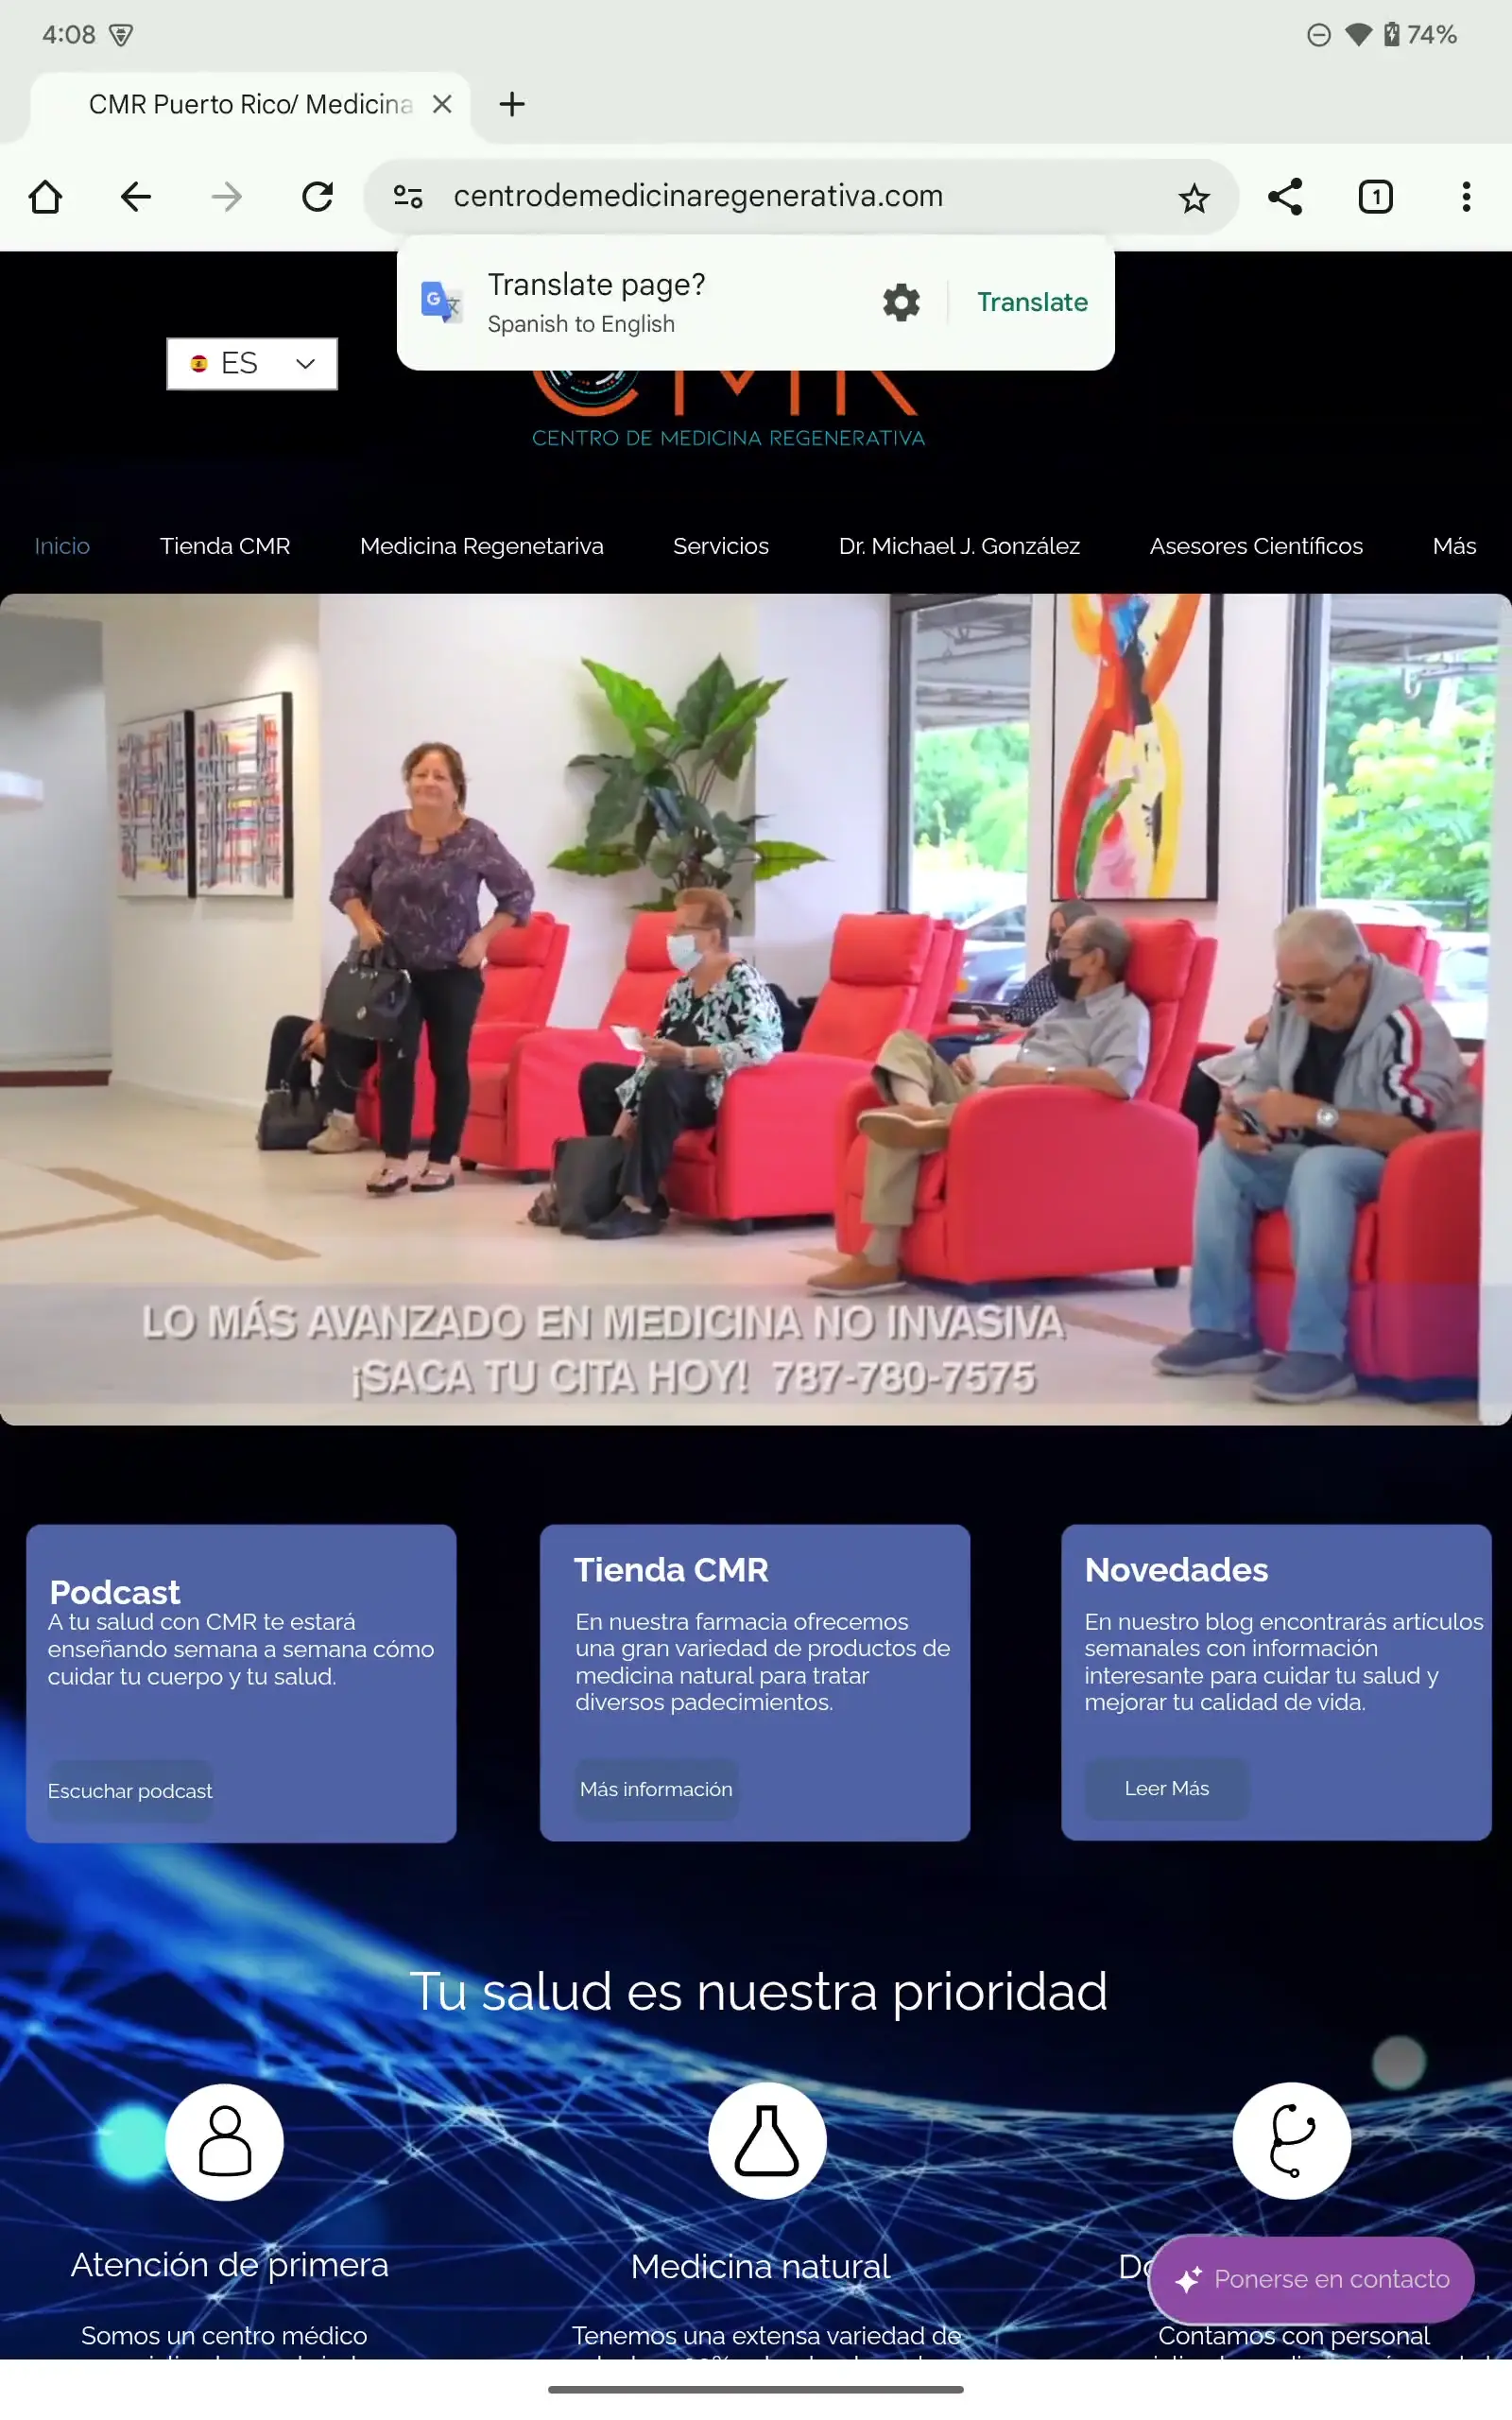 4:08
74%
CMR Puerto Rico/ Medicina
centrodemedicinaregenerativa.com
1
Translate page?
Spanish to English
Translate
ES
CMR
CENTRO DE MEDICINA REGENERATIVA
Inicio
Tienda CMR
Medicina Regenetariva
Servicios
Dr. Michael J. González
Asesores Científicos
Más
LO MÁS AVANZADO EN MEDICINA NO INVASIVA
¡SACA TU CITA HOY! 787-780-7575
Podcast
A tu salud con CMR te estará
enseñando semana a semana cómo
cuidar tu cuerpo y tu salud.
Escuchar podcast
Tienda CMR
En nuestra farmacia ofrecemos
una gran variedad de productos de
medicina natural para tratar
diversos padecimientos.
Más información
Novedades
En nuestro blog encontrarás artículos
semanales con información
interesante para cuidar tu salud y
mejorar tu calidad de vida.
Leer Más
Tu salud es nuestra prioridad
Atención de primera
Somos un centro médico
Medicina natural
Tenemos una extensa variedad de
Ponerse en contacto
Contamos con personal